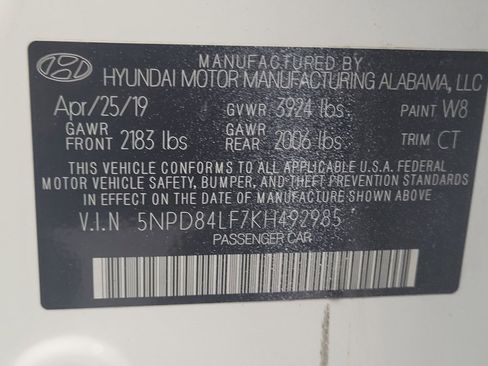 MANUFACTURED BY
HYUNDAI MOTOR MANUFACTURING ALABAMA, LLC
Apr/25/19 GVWR 3924 lbs. PAINT W8
GAWR FRONT 2183 lbs GAWR REAR 2006 lbs TRIM CT
THIS VEHICLE CONFORMS TO ALL APPLICABLE U.S.A. FEDERAL
MOTOR VEHICLE SAFETY, BUMPER, AND THEFT PREVENTION STANDARDS
IN EFFECT ON THE DATE OF MANUFACTURE SHOWN ABOVE
V.I.N 5NPD84LF7KH492985
PASSENGER CAR